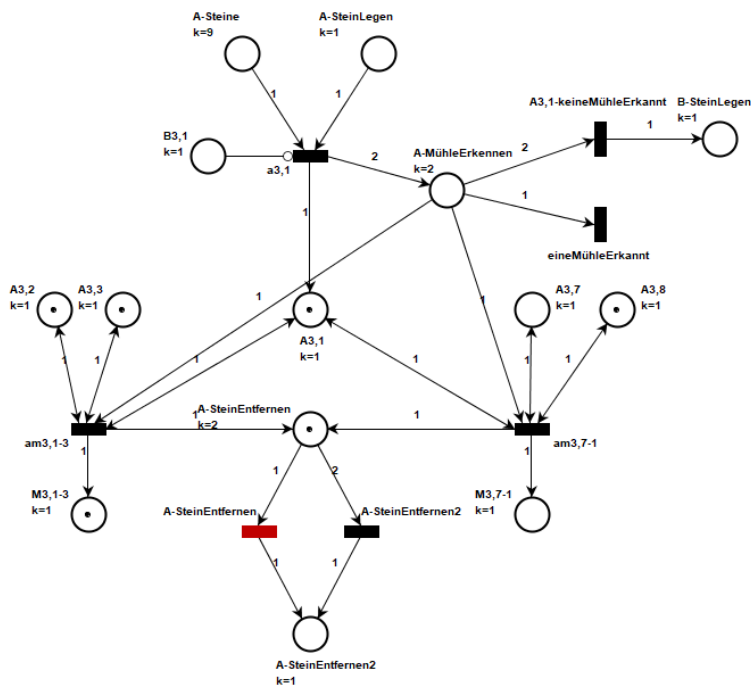 A-Steine
k=9
A-SteinLegen
k=1
1
1
A3,1-keineMühleErkannt
B-SteinLegen
k=1
B3,1
k=1
a3,1
2
A-MühleErkennen
k=2
2
1
1
eineMühleErkannt
1
A3,2
k=1
A3,3
k=1
1
1
A3,7
k=1
A3,8
k=1
A3,1
k=1
1
1
1
1
1
1
A-SteinEntfernen
k=2
1
1
am3,1-3
am3,7-1
1
1
M3,1-3
k=1
M3,7-1
k=1
1
2
A-SteinEntfernen
A-SteinEntfernen2
1
1
A-SteinEntfernen2
k=1